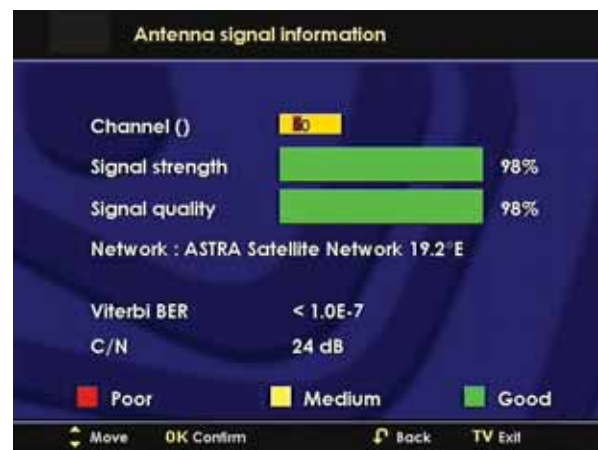 Antenna signal information
Channel ()
Signal strength 98%
Signal quality 98%
Network : ASTRA Satellite Network 19.2°E
Viterbi BER < 1.0E-7
C/N 24 dB
Poor Medium Good
Move OK Confirm Back TV Exit